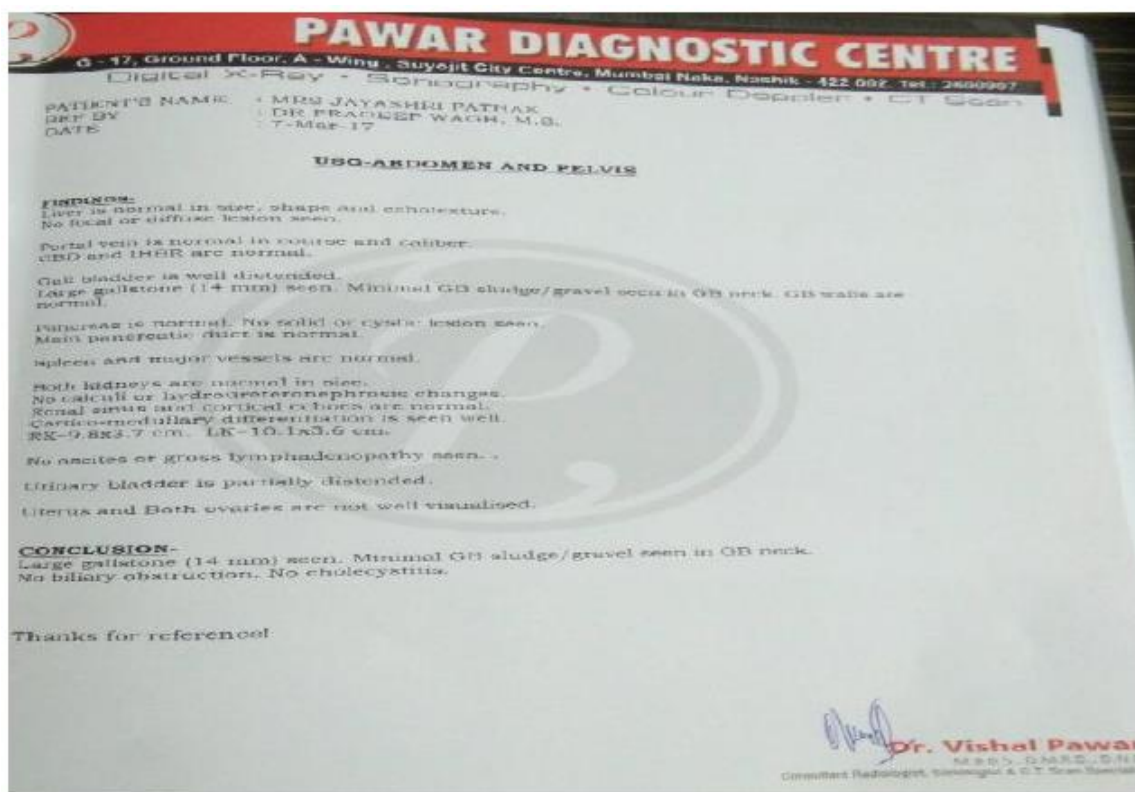 PAWAR DIAGNOSTIC CENTRE
G - 17, Ground Floor, A - Wing, Suyojit City Centre, Mumbai Naka, Nashik - 422 002. Tel.: 2600907
Digital X-Ray • Sonography • Colour Doppler • CT Scan
PATIENT'S NAME : MRS JAYASHRI PATHAK
REF BY : DR PRADEEP WAGH, M.S.
DATE : 7-Mar-17
USG-ABDOMEN AND PELVIS
FINDINGS-
Liver is normal in size, shape and echotexture.
No focal or diffuse lesion seen.
Portal vein is normal in course and caliber.
CBD and IHBR are normal.
Gall bladder is well distended.
Large gallstone (14 mm) seen. Minimal GB sludge/gravel seen in GB neck. GB walls are
normal.
Pancreas is normal. No solid or cystic lesion seen.
Main pancreatic duct is normal.
Spleen and major vessels are normal.
Both kidneys are normal in size.
No calculi or hydroureteronephrosis changes.
Renal sinus and cortical echoes are normal.
Cortico-medullary differentiation is seen well.
RK-9.8x3.7 cm. LK-10.1x3.6 cm.
No ascites or gross lymphadenopathy seen. .
Urinary bladder is partially distended.
Uterus and Both ovaries are not well visualised.
CONCLUSION-
Large gallstone (14 mm) seen. Minimal GB sludge/gravel seen in GB neck.
No biliary obstruction. No cholecystitis.
Thanks for reference!
Dr. Vishal Pawar
M.B.B.S., D.M.R.D., D.N.
Consultant Radiologist, Sonologist & C.T. Scan Specialist